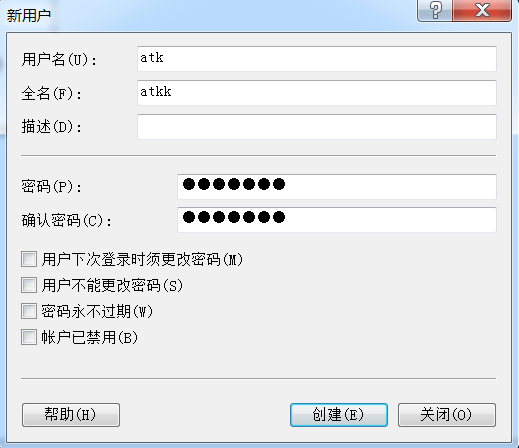 新用户
用户名(U): atk
全名(F): atkk
描述(D):
密码(P): ●●●●●●●
确认密码(C): ●●●●●●●
用户下次登录时须更改密码(M)
用户不能更改密码(S)
密码永不过期(W)
帐户已禁用(B)
帮助(H) 创建(E) 关闭(O)